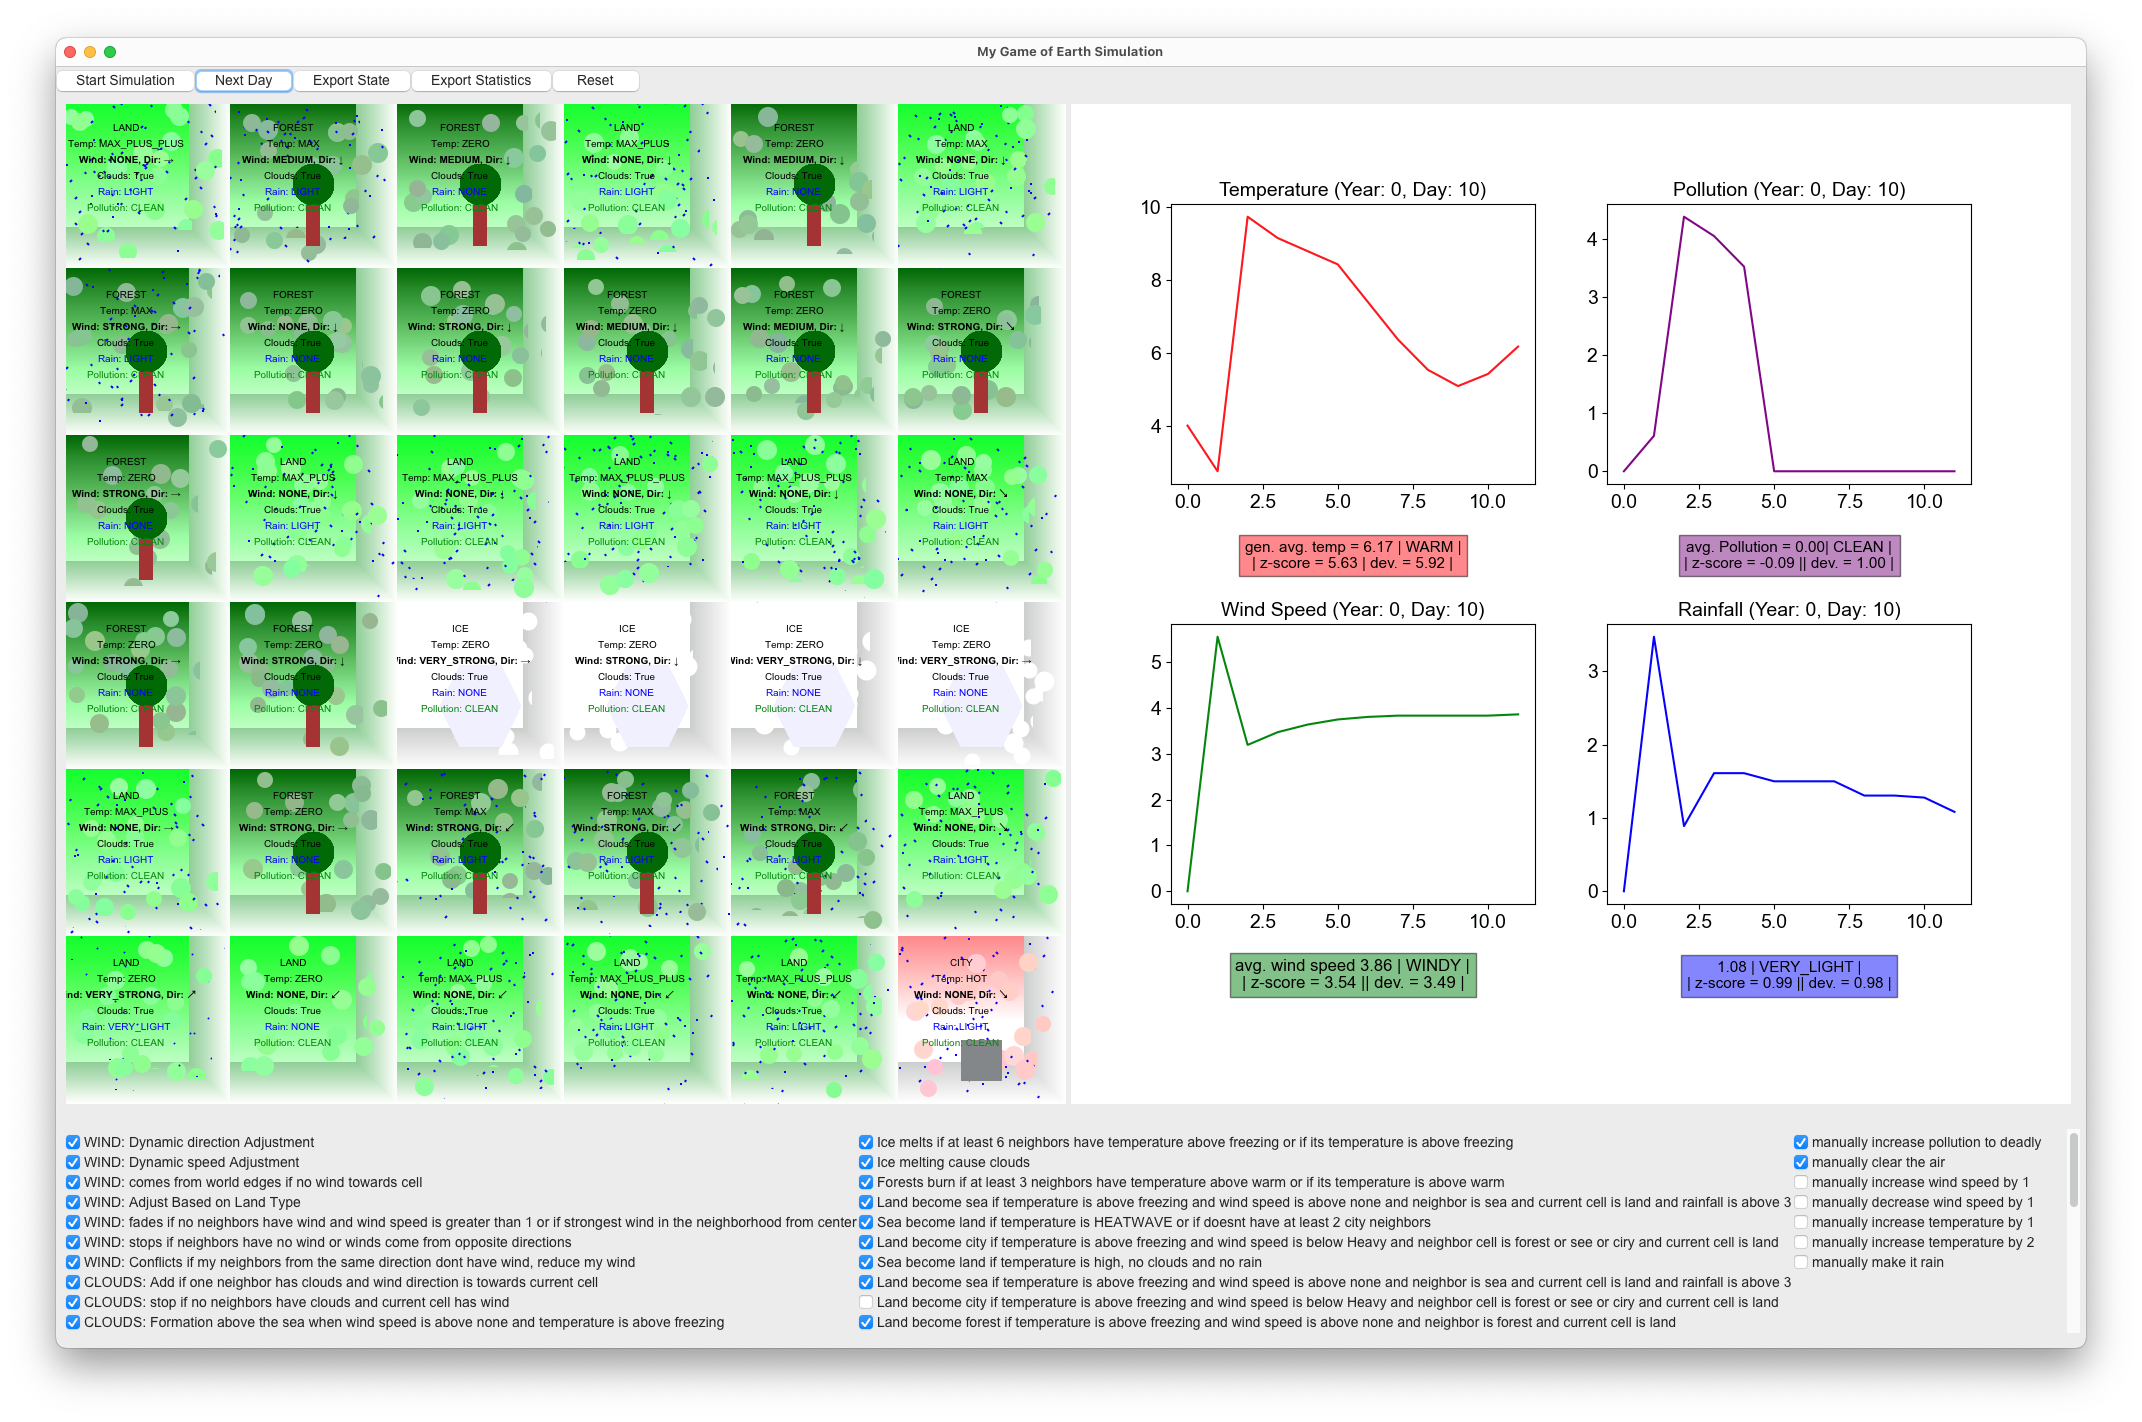 My Game of Earth Simulation
Start Simulation Next Day Export State Export Statistics Reset
LAND
Temp: MAX_PLUS_PLUS
Wind: NONE, Dir: →
Clouds: True
Rain: LIGHT
Pollution: CLEAN
FOREST
Temp: MAX
Wind: MEDIUM, Dir: ↓
Clouds: True
Rain: LIGHT
Pollution: CLEAN
FOREST
Temp: ZERO
Wind: MEDIUM, Dir: ↓
Clouds: True
Rain: NONE
Pollution: CLEAN
LAND
Temp: MAX_PLUS
Wind: NONE, Dir: ↓
Clouds: True
Rain: LIGHT
Pollution: CLEAN
FOREST
Temp: ZERO
Wind: MEDIUM, Dir: ↓
Clouds: True
Rain: NONE
Pollution: CLEAN
LAND
Temp: MAX
Wind: NONE, Dir: ↓
Clouds: True
Rain: LIGHT
Pollution: CLEAN
FOREST
Temp: MAX
Wind: STRONG, Dir: →
Clouds: True
Rain: LIGHT
Pollution: CLEAN
FOREST
Temp: ZERO
Wind: NONE, Dir: ↓
Clouds: True
Rain: NONE
Pollution: CLEAN
FOREST
Temp: ZERO
Wind: STRONG, Dir: ↓
Clouds: True
Rain: NONE
Pollution: CLEAN
FOREST
Temp: ZERO
Wind: MEDIUM, Dir: ↓
Clouds: True
Rain: NONE
Pollution: CLEAN
FOREST
Temp: ZERO
Wind: MEDIUM, Dir: ↓
Clouds: True
Rain: NONE
Pollution: CLEAN
FOREST
Temp: ZERO
Wind: STRONG, Dir: ↘
Clouds: True
Rain: NONE
Pollution: CLEAN
FOREST
Temp: ZERO
Wind: STRONG, Dir: →
Clouds: True
Rain: NONE
Pollution: CLEAN
LAND
Temp: MAX_PLUS
Wind: NONE, Dir: ↓
Clouds: True
Rain: LIGHT
Pollution: CLEAN
LAND
Temp: MAX_PLUS_PLUS
Wind: NONE, Dir: ↓
Clouds: True
Rain: LIGHT
Pollution: CLEAN
LAND
Temp: MAX_PLUS_PLUS
Wind: NONE, Dir: ↓
Clouds: True
Rain: LIGHT
Pollution: CLEAN
LAND
Temp: MAX_PLUS_PLUS
Wind: NONE, Dir: ↓
Clouds: True
Rain: LIGHT
Pollution: CLEAN
LAND
Temp: MAX
Wind: NONE, Dir: ↘
Clouds: True
Rain: LIGHT
Pollution: CLEAN
FOREST
Temp: ZERO
Wind: STRONG, Dir: →
Clouds: True
Rain: NONE
Pollution: CLEAN
FOREST
Temp: ZERO
Wind: STRONG, Dir: ↓
Clouds: True
Rain: NONE
Pollution: CLEAN
ICE
Temp: ZERO
Wind: VERY_STRONG, Dir: →
Clouds: True
Rain: NONE
Pollution: CLEAN
ICE
Temp: ZERO
Wind: STRONG, Dir: ↓
Clouds: True
Rain: NONE
Pollution: CLEAN
ICE
Temp: ZERO
Wind: VERY_STRONG, Dir: ↓
Clouds: True
Rain: NONE
Pollution: CLEAN
ICE
Temp: ZERO
Wind: VERY_STRONG, Dir: →
Clouds: True
Rain: NONE
Pollution: CLEAN
LAND
Temp: MAX_PLUS
Wind: NONE, Dir: →
Clouds: True
Rain: LIGHT
Pollution: CLEAN
FOREST
Temp: ZERO
Wind: STRONG, Dir: →
Clouds: True
Rain: NONE
Pollution: CLEAN
FOREST
Temp: MAX
Wind: STRONG, Dir: ↙
Clouds: True
Rain: LIGHT
Pollution: CLEAN
FOREST
Temp: MAX
Wind: STRONG, Dir: ↙
Clouds: True
Rain: LIGHT
Pollution: CLEAN
FOREST
Temp: MAX
Wind: STRONG, Dir: ↙
Clouds: True
Rain: LIGHT
Pollution: CLEAN
LAND
Temp: MAX_PLUS
Wind: NONE, Dir: ↘
Clouds: True
Rain: LIGHT
Pollution: CLEAN
LAND
Temp: ZERO
ind: VERY_STRONG, Dir: ↗
Clouds: True
Rain: VERY_LIGHT
Pollution: CLEAN
LAND
Temp: ZERO
Wind: NONE, Dir: ↙
Clouds: True
Rain: NONE
Pollution: CLEAN
LAND
Temp: MAX_PLUS
Wind: NONE, Dir: ↙
Clouds: True
Rain: LIGHT
Pollution: CLEAN
LAND
Temp: MAX_PLUS_PLUS
Wind: NONE, Dir: ↙
Clouds: True
Rain: LIGHT
Pollution: CLEAN
LAND
Temp: MAX_PLUS_PLUS
Wind: NONE, Dir: ↙
Clouds: True
Rain: LIGHT
Pollution: CLEAN
CITY
Temp: HOT
Wind: NONE, Dir: ↘
Clouds: True
Rain: LIGHT
Pollution: CLEAN
Temperature (Year: 0, Day: 10)
10
8
6
4
0.0 2.5 5.0 7.5 10.0
gen. avg. temp = 6.17 | WARM |
| z-score = 5.63 | dev. = 5.92 |
Pollution (Year: 0, Day: 10)
4
3
2
1
0
0.0 2.5 5.0 7.5 10.0
avg. Pollution = 0.00| CLEAN |
| z-score = -0.09 || dev. = 1.00 |
Wind Speed (Year: 0, Day: 10)
5
4
3
2
1
0
0.0 2.5 5.0 7.5 10.0
avg. wind speed 3.86 | WINDY |
| z-score = 3.54 || dev. = 3.49 |
Rainfall (Year: 0, Day: 10)
3
2
1
0
0.0 2.5 5.0 7.5 10.0
1.08 | VERY_LIGHT |
| z-score = 0.99 || dev. = 0.98 |
WIND: Dynamic direction Adjustment
WIND: Dynamic speed Adjustment
WIND: comes from world edges if no wind towards cell
WIND: Adjust Based on Land Type
WIND: fades if no neighbors have wind and wind speed is greater than 1 or if strongest wind in the neighborhood from center
WIND: stops if neighbors have no wind or winds come from opposite directions
WIND: Conflicts if my neighbors from the same direction dont have wind, reduce my wind
CLOUDS: Add if one neighbor has clouds and wind direction is towards current cell
CLOUDS: stop if no neighbors have clouds and current cell has wind
CLOUDS: Formation above the sea when wind speed is above none and temperature is above freezing
Ice melts if at least 6 neighbors have temperature above freezing or if its temperature is above freezing
Ice melting cause clouds
Forests burn if at least 3 neighbors have temperature above warm or if its temperature is above warm
Land become sea if temperature is above freezing and wind speed is above none and neighbor is sea and current cell is land and rainfall is above 3
Sea become land if temperature is HEATWAVE or if doesnt have at least 2 city neighbors
Land become city if temperature is above freezing and wind speed is below Heavy and neighbor cell is forest or see or ciry and current cell is land
Sea become land if temperature is high, no clouds and no rain
Land become sea if temperature is above freezing and wind speed is above none and neighbor is sea and current cell is land and rainfall is above 3
Land become city if temperature is above freezing and wind speed is below Heavy and neighbor cell is forest or see or ciry and current cell is land
Land become forest if temperature is above freezing and wind speed is above none and neighbor is forest and current cell is land
manually increase pollution to deadly
manually clear the air
manually increase wind speed by 1
manually decrease wind speed by 1
manually increase temperature by 1
manually increase temperature by 2
manually make it rain